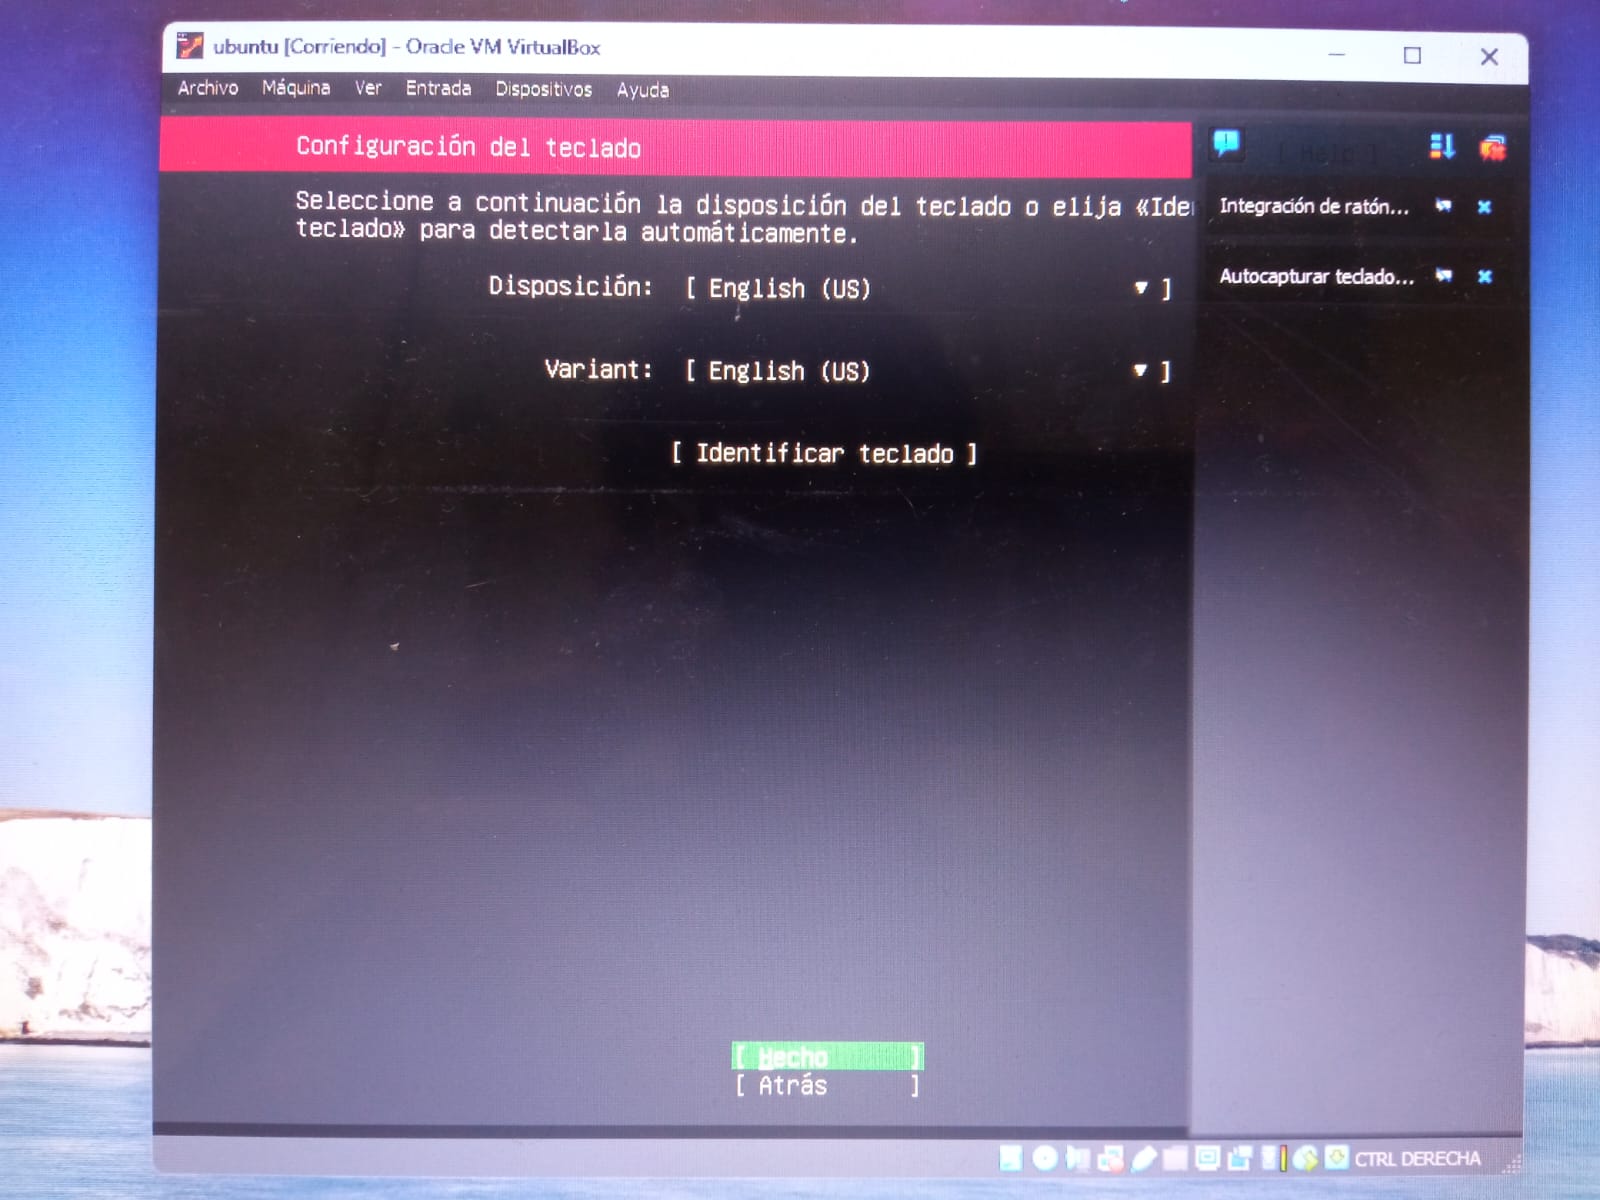 ubuntu [Corriendo] - Oracle VM VirtualBox
Archivo Máquina Ver Entrada Dispositivos Ayuda
Configuración del teclado
[ Help ]
Seleccione a continuación la disposición del teclado o elija «Ide
teclado» para detectarla automáticamente.
Integración de ratón...
Autocapturar teclado...
Disposición: [ English (US) ▾ ]
Variant: [ English (US) ▾ ]
[ Identificar teclado ]
[ Hecho ]
[ Atrás ]
CTRL DERECHA